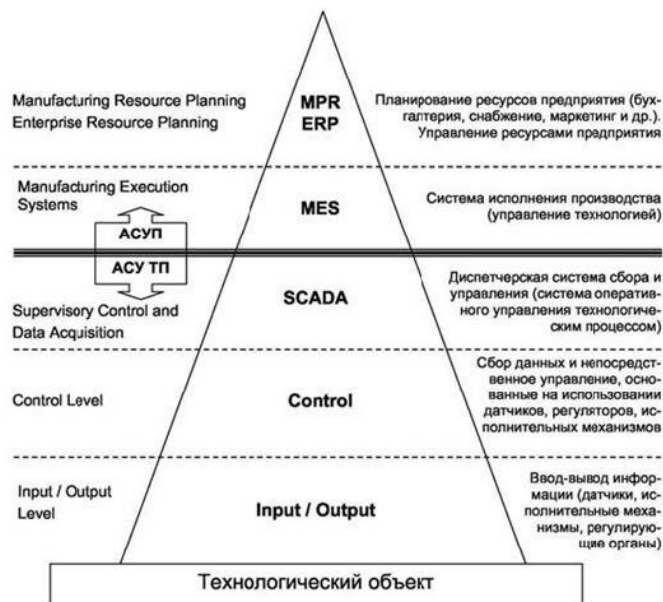 Manufacturing Resource Planning
Enterprise Resource Planning
MPR
ERP
Планирование ресурсов предприятия (бух-
галтерия, снабжение, маркетинг и др.).
Управление ресурсами предприятия
Manufacturing Execution
Systems
MES
Система исполнения производства
(управление технологией)
АСУП
АСУ ТП
Supervisory Control and
Data Acquisition
SCADA
Диспетчерская система сбора и
управления (система оператив-
ного управления технологиче-
ским процессом)
Control Level
Control
Сбор данных и непосредст-
венное управление, осно-
ванные на использовании
датчиков, регуляторов, ис-
полнительных механизмов
Input / Output
Level
Input / Output
Ввод-вывод инфор-
мации (датчики, ис-
полнительные меха-
низмы, регулирую-
щие органы)
Технологический объект